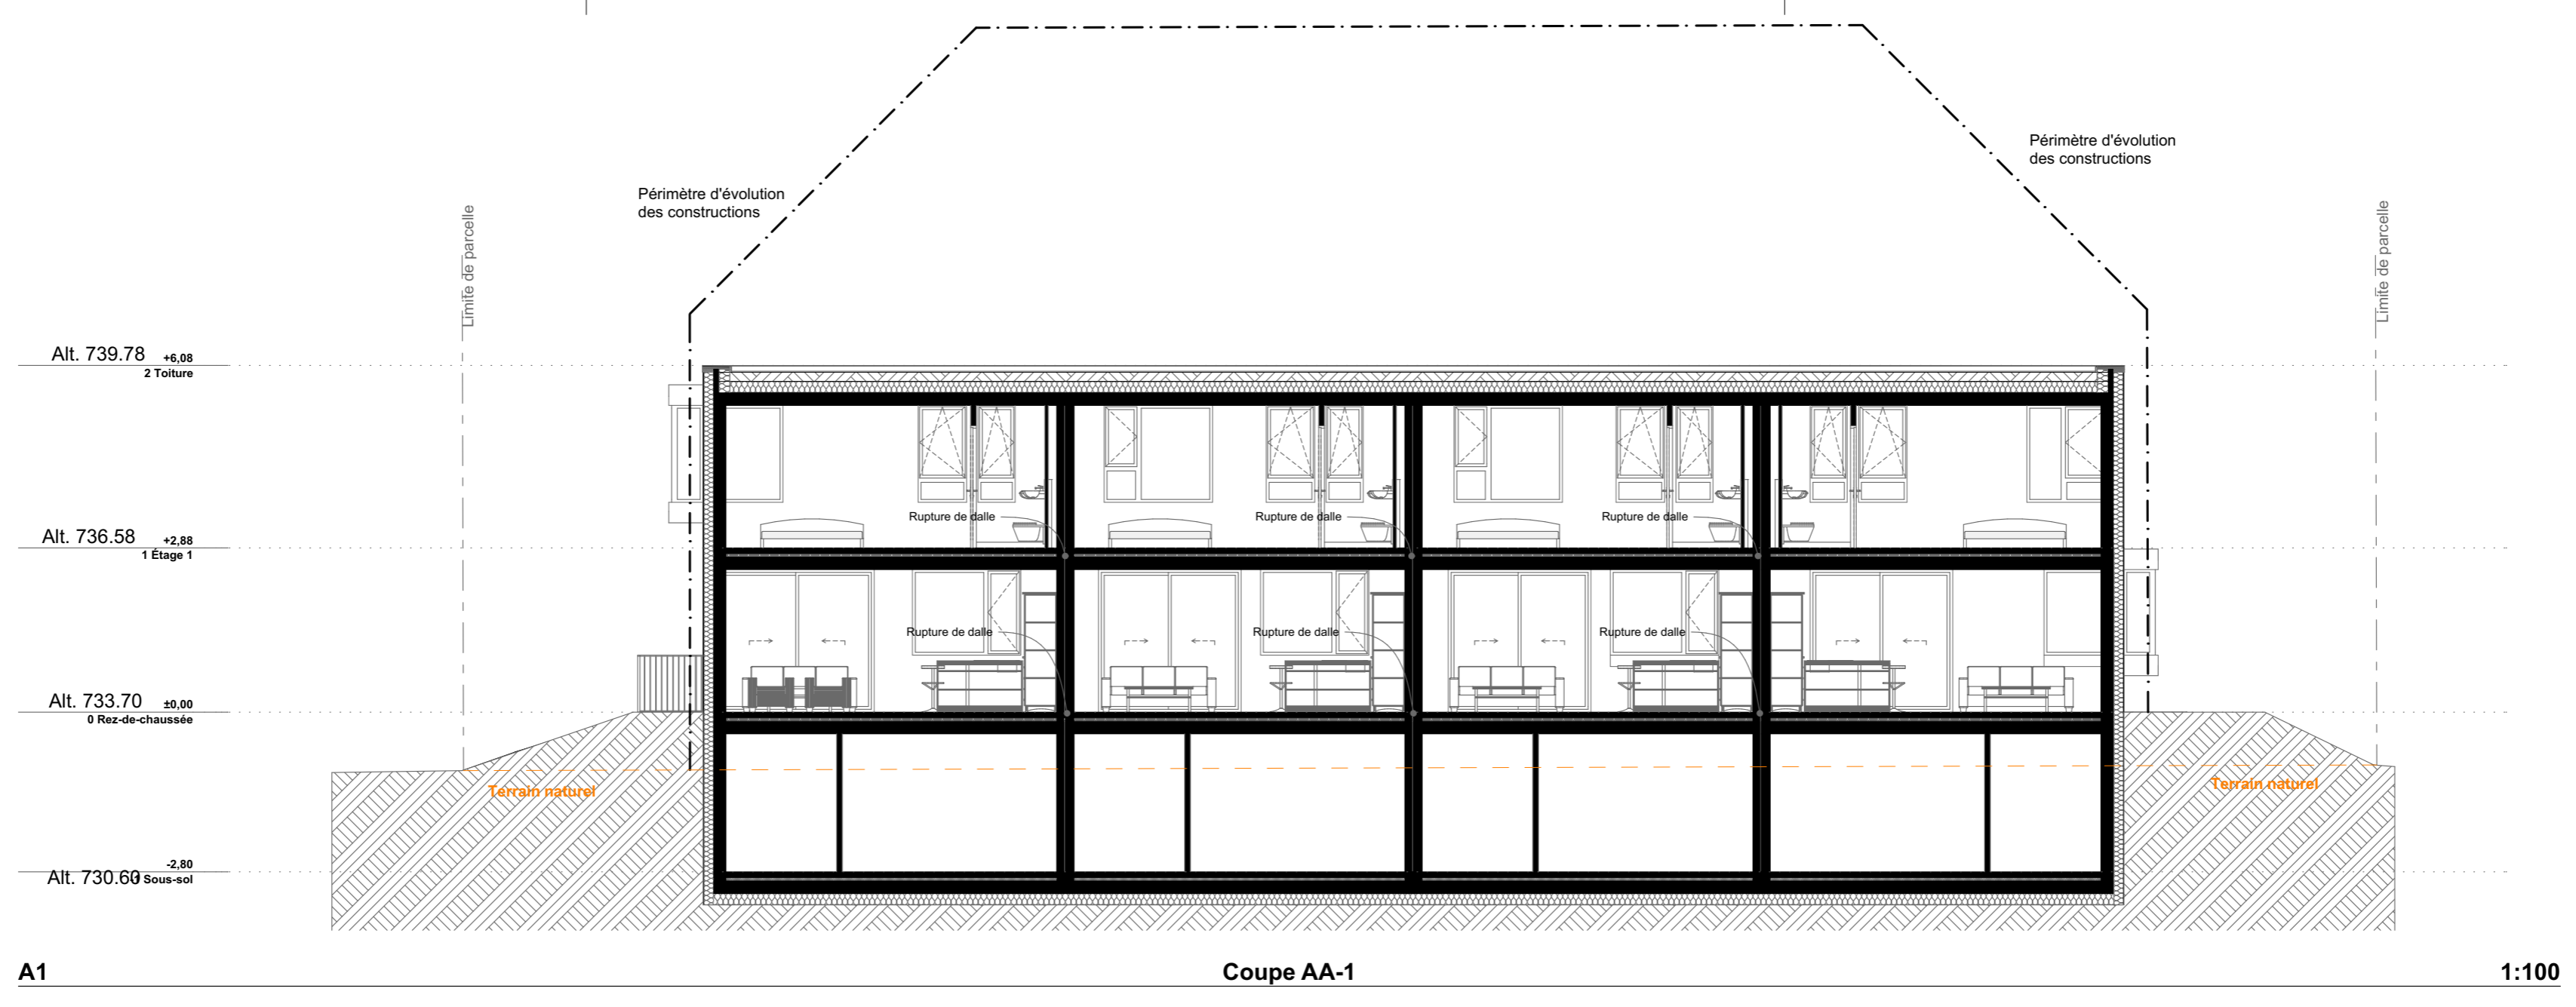 Périmètre d'évolution
des constructions
Périmètre d'évolution
des constructions
Limite de parcelle
Limite de parcelle
Alt. 739.78 +6,08
2 Toiture
Rupture de dalle
Rupture de dalle
Rupture de dalle
Alt. 736.58 +2,88
1 Étage 1
Rupture de dalle
Rupture de dalle
Rupture de dalle
Alt. 733.70 ±0,00
0 Rez-de-chaussée
Terrain naturel
Terrain naturel
-2,80
Alt. 730.60 Sous-sol
A1
Coupe AA-1
1:100